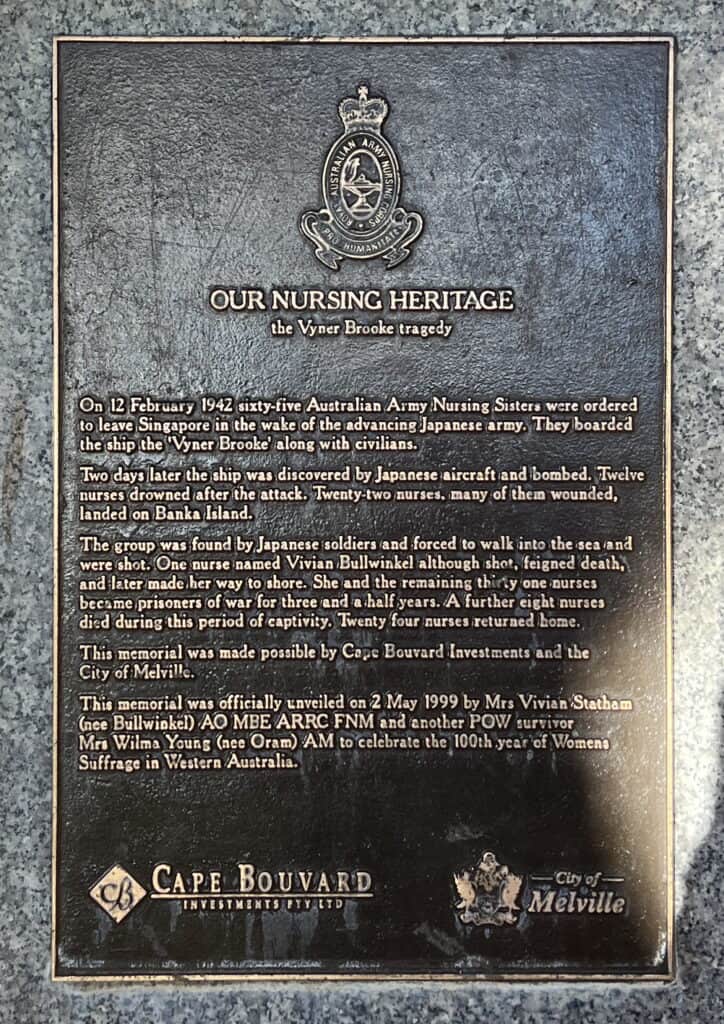 ROYAL AUSTRALIAN ARMY NURSING CORPS
PRO HUMANITATE
OUR NURSING HERITAGE
the Vyner Brooke tragedy
On 12 February 1942 sixty-five Australian Army Nursing Sisters were ordered
to leave Singapore in the wake of the advancing Japanese army. They boarded
the ship the 'Vyner Brooke' along with civilians.
Two days later the ship was discovered by Japanese aircraft and bombed. Twelve
nurses drowned after the attack. Twenty-two nurses, many of them wounded,
landed on Banka Island.
The group was found by Japanese soldiers and forced to walk into the sea and
were shot. One nurse named Vivian Bullwinkel although shot, feigned death,
and later made her way to shore. She and the remaining thirty one nurses
became prisoners of war for three and a half years. A further eight nurses
died during this period of captivity. Twenty four nurses returned home.
This memorial was made possible by Cape Bouvard Investments and the
City of Melville.
This memorial was officially unveiled on 2 May 1999 by Mrs Vivian Statham
(nee Bullwinkel) AO MBE ARRC FNM and another POW survivor
Mrs Wilma Young (nee Oram) AM to celebrate the 100th year of Womens
Suffrage in Western Australia.
CB
CAPE BOUVARD
INVESTMENTS PTY LTD
City of
Melville